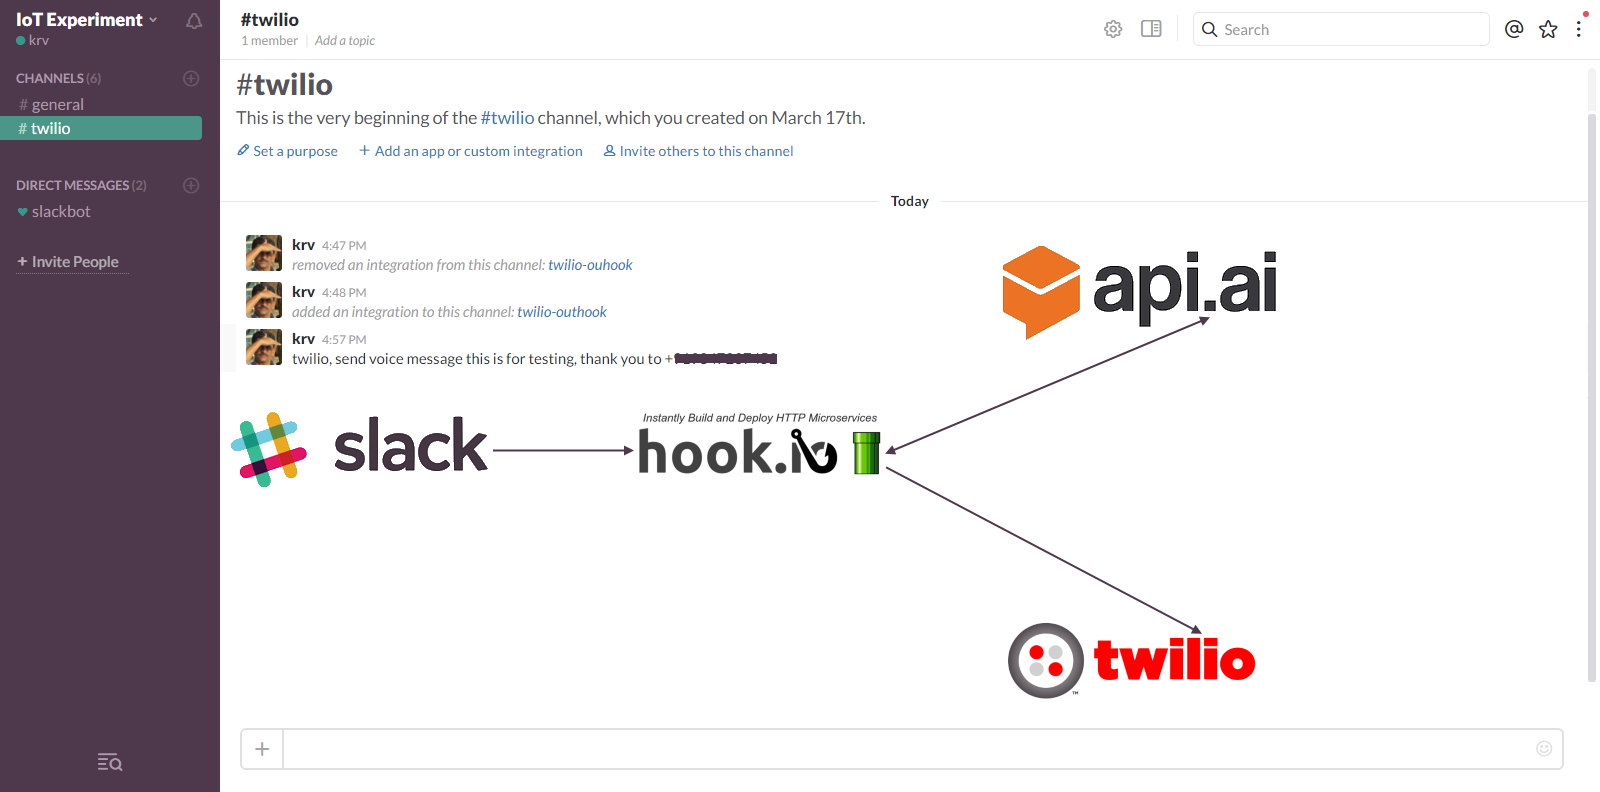 IoT Experiment
krv
CHANNELS (6)
# general
# twilio
DIRECT MESSAGES (2)
slackbot
+ Invite People
#twilio
1 member | Add a topic
Search
#twilio
This is the very beginning of the #twilio channel, which you created on March 17th.
Set a purpose + Add an app or custom integration Invite others to this channel
Today
krv 4:47 PM
removed an integration from this channel: twilio-ouhook
krv 4:48 PM
added an integration to this channel: twilio-outhook
krv 4:57 PM
twilio, send voice message this is for testing, thank you to +
api.ai
slack
Instantly Build and Deploy HTTP Microservices
hook.io
twilio
™